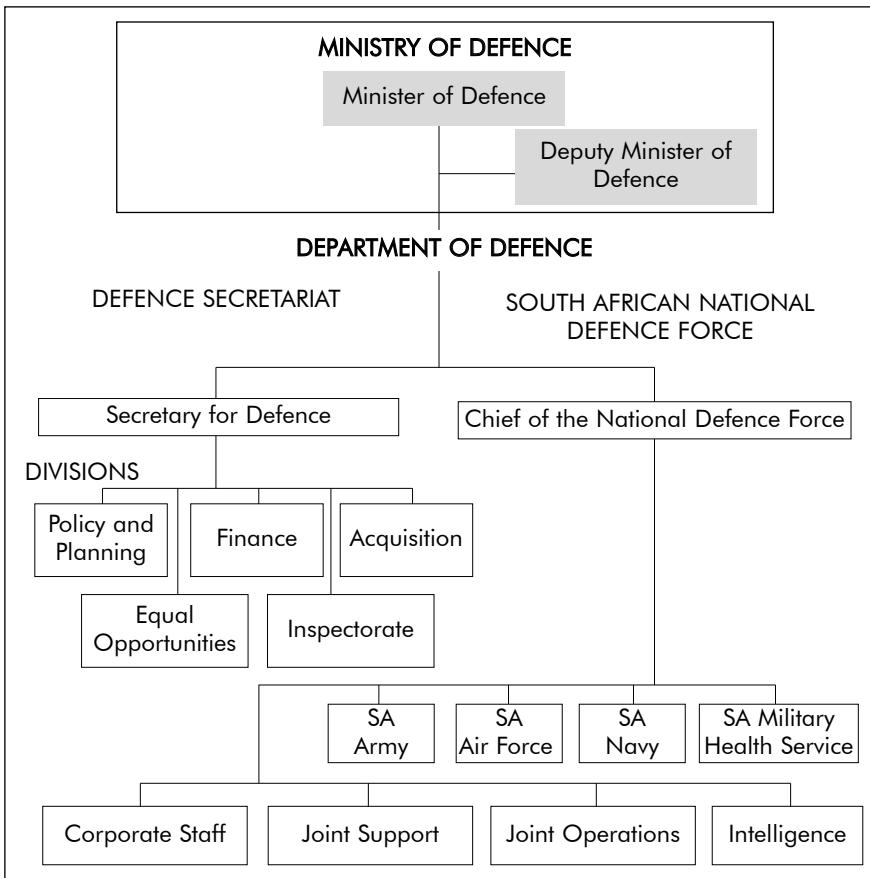 MINISTRY OF DEFENCE
Minister of Defence
Deputy Minister of
Defence
DEPARTMENT OF DEFENCE
DEFENCE SECRETARIAT
SOUTH AFRICAN NATIONAL
DEFENCE FORCE
Secretary for Defence
Chief of the National Defence Force
DIVISIONS
Policy and
Planning
Finance
Acquisition
Equal
Opportunities
Inspectorate
SA
Army
SA
Air Force
SA
Navy
SA Military
Health Service
Corporate Staff
Joint Support
Joint Operations
Intelligence